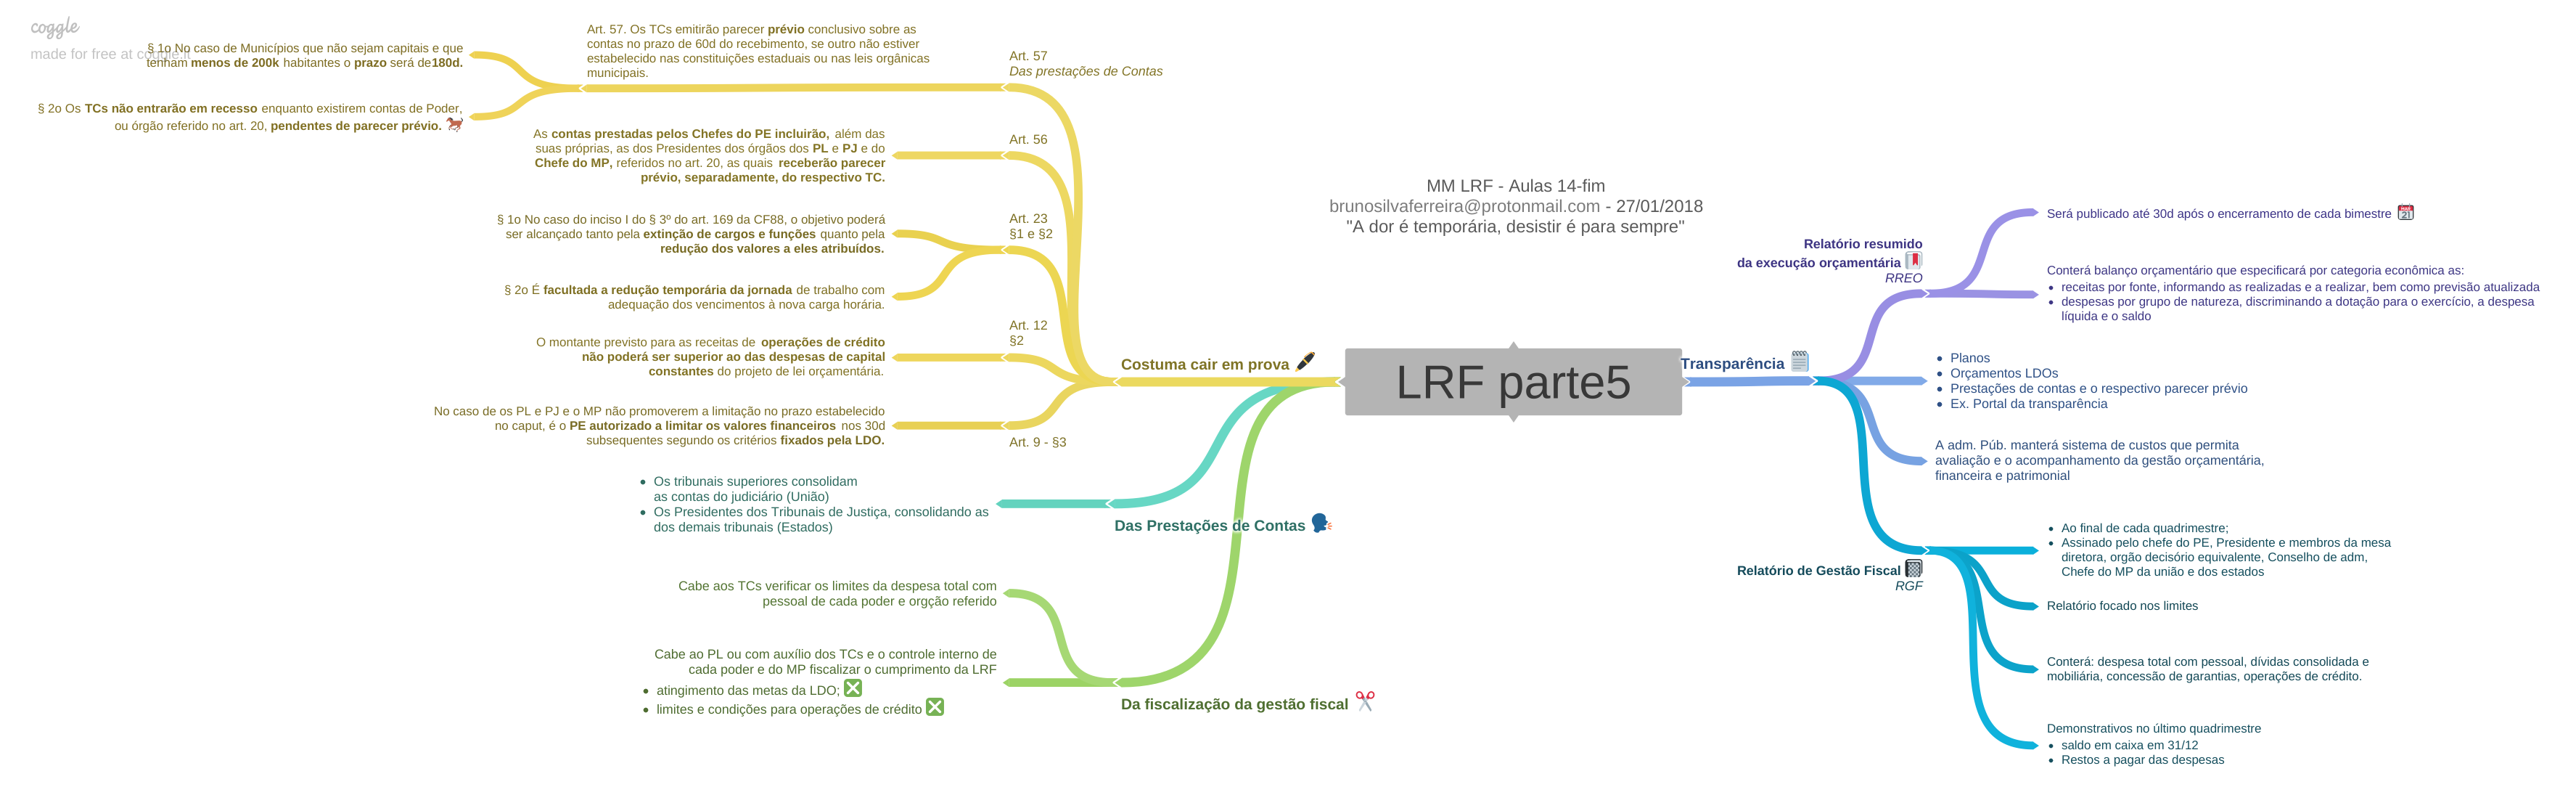 coggle
made for free at coggle.it
§ 1o No caso de Municípios que não sejam capitais e que
tenham menos de 200k habitantes o prazo será de180d.
§ 2o Os TCs não entrarão em recesso enquanto existirem contas de Poder,
ou órgão referido no art. 20, pendentes de parecer prévio.
Art. 57. Os TCs emitirão parecer prévio conclusivo sobre as
contas no prazo de 60d do recebimento, se outro não estiver
estabelecido nas constituições estaduais ou nas leis orgânicas
municipais.
Art. 57
Das prestações de Contas
As contas prestadas pelos Chefes do PE incluirão, além das
suas próprias, as dos Presidentes dos órgãos dos PL e PJ e do
Chefe do MP, referidos no art. 20, as quais receberão parecer
prévio, separadamente, do respectivo TC.
Art. 56
§ 1o No caso do inciso I do § 3º do art. 169 da CF88, o objetivo poderá
ser alcançado tanto pela extinção de cargos e funções quanto pela
redução dos valores a eles atribuídos.
§ 2o É facultada a redução temporária da jornada de trabalho com
adequação dos vencimentos à nova carga horária.
Art. 23
§1 e §2
O montante previsto para as receitas de operações de crédito
não poderá ser superior ao das despesas de capital
constantes do projeto de lei orçamentária.
Art. 12
§2
No caso de os PL e PJ e o MP não promoverem a limitação no prazo estabelecido
no caput, é o PE autorizado a limitar os valores financeiros nos 30d
subsequentes segundo os critérios fixados pela LDO.
Art. 9 - §3
Costuma cair em prova
Os tribunais superiores consolidam
as contas do judiciário (União)
Os Presidentes dos Tribunais de Justiça, consolidando as
dos demais tribunais (Estados)
Das Prestações de Contas
Cabe aos TCs verificar os limites da despesa total com
pessoal de cada poder e orgção referido
Cabe ao PL ou com auxílio dos TCs e o controle interno de
cada poder e do MP fiscalizar o cumprimento da LRF
atingimento das metas da LDO;
limites e condições para operações de crédito
Da fiscalização da gestão fiscal
MM LRF - Aulas 14-fim
brunosilvaferreira@protonmail.com - 27/01/2018
"A dor é temporária, desistir é para sempre"
LRF parte5
Transparência
Relatório resumido
da execução orçamentária
RREO
Será publicado até 30d após o encerramento de cada bimestre
Conterá balanço orçamentário que especificará por categoria econômica as:
receitas por fonte, informando as realizadas e a realizar, bem como previsão atualizada
despesas por grupo de natureza, discriminando a dotação para o exercício, a despesa
líquida e o saldo
Planos
Orçamentos LDOs
Prestações de contas e o respectivo parecer prévio
Ex. Portal da transparência
A adm. Púb. manterá sistema de custos que permita
avaliação e o acompanhamento da gestão orçamentária,
financeira e patrimonial
Relatório de Gestão Fiscal
RGF
Ao final de cada quadrimestre;
Assinado pelo chefe do PE, Presidente e membros da mesa
diretora, orgão decisório equivalente, Conselho de adm,
Chefe do MP da união e dos estados
Relatório focado nos limites
Conterá: despesa total com pessoal, dívidas consolidada e
mobiliária, concessão de garantias, operações de crédito.
Demonstrativos no último quadrimestre
saldo em caixa em 31/12
Restos a pagar das despesas